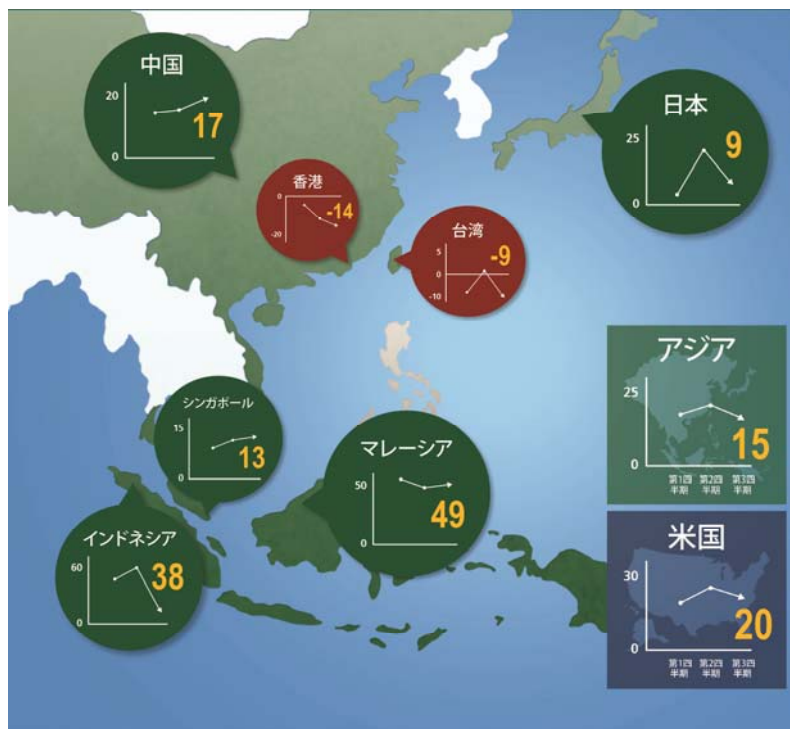 中国
20
17
0
日本
25
9
0
香港
0
-14
-20
台湾
5
-9
0
-10
アジア
25
15
0
第1四半期
第2四半期
第3四半期
シンガポール
15
13
0
マレーシア
50
49
0
インドネシア
60
38
0
米国
30
20
0
第1四半期
第2四半期
第3四半期